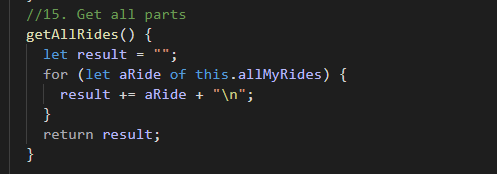 //15. Get all parts
getAllRides() {
let result = "";
for (let aRide of this.allMyRides) {
result += aRide + "\n";
}
return result;
}